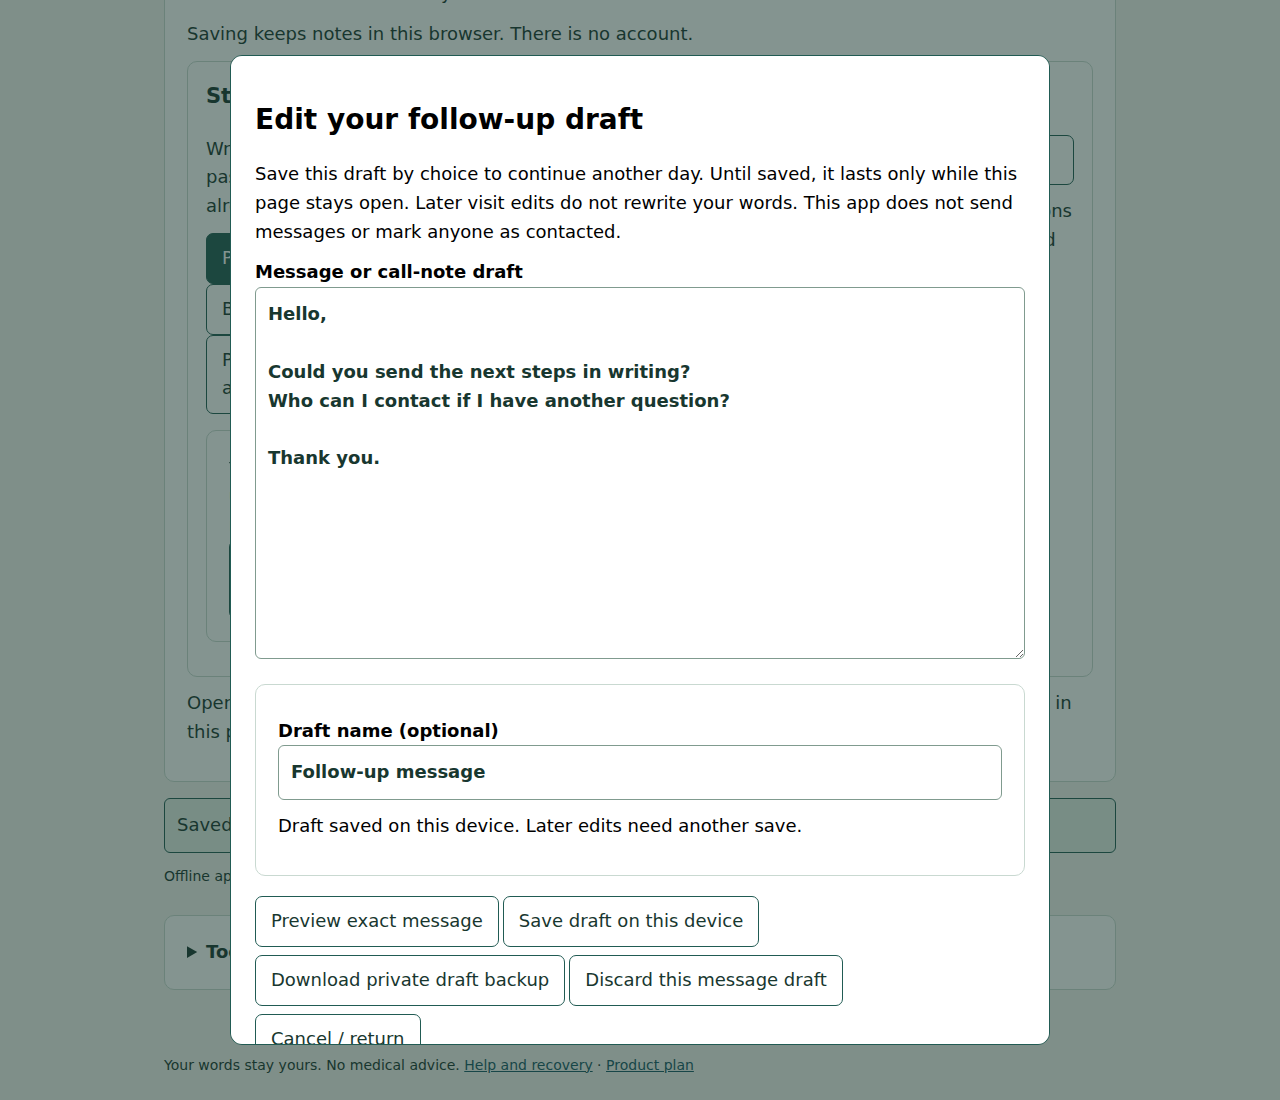 Saving keeps notes in this browser. There is no account.
Edit your follow-up draft
Save this draft by choice to continue another day. Until saved, it lasts only while this
page stays open. Later visit edits do not rewrite your words. This app does not send
messages or mark anyone as contacted.
Message or call-note draft
Hello,
Could you send the next steps in writing?
Who can I contact if I have another question?
Thank you.
Draft name (optional)
Follow-up message
Draft saved on this device. Later edits need another save.
Preview exact message
Save draft on this device
Download private draft backup
Discard this message draft
Cancel / return
this
in
Saved
Offline
Your words stay yours. No medical advice. Help and recovery · Product plan